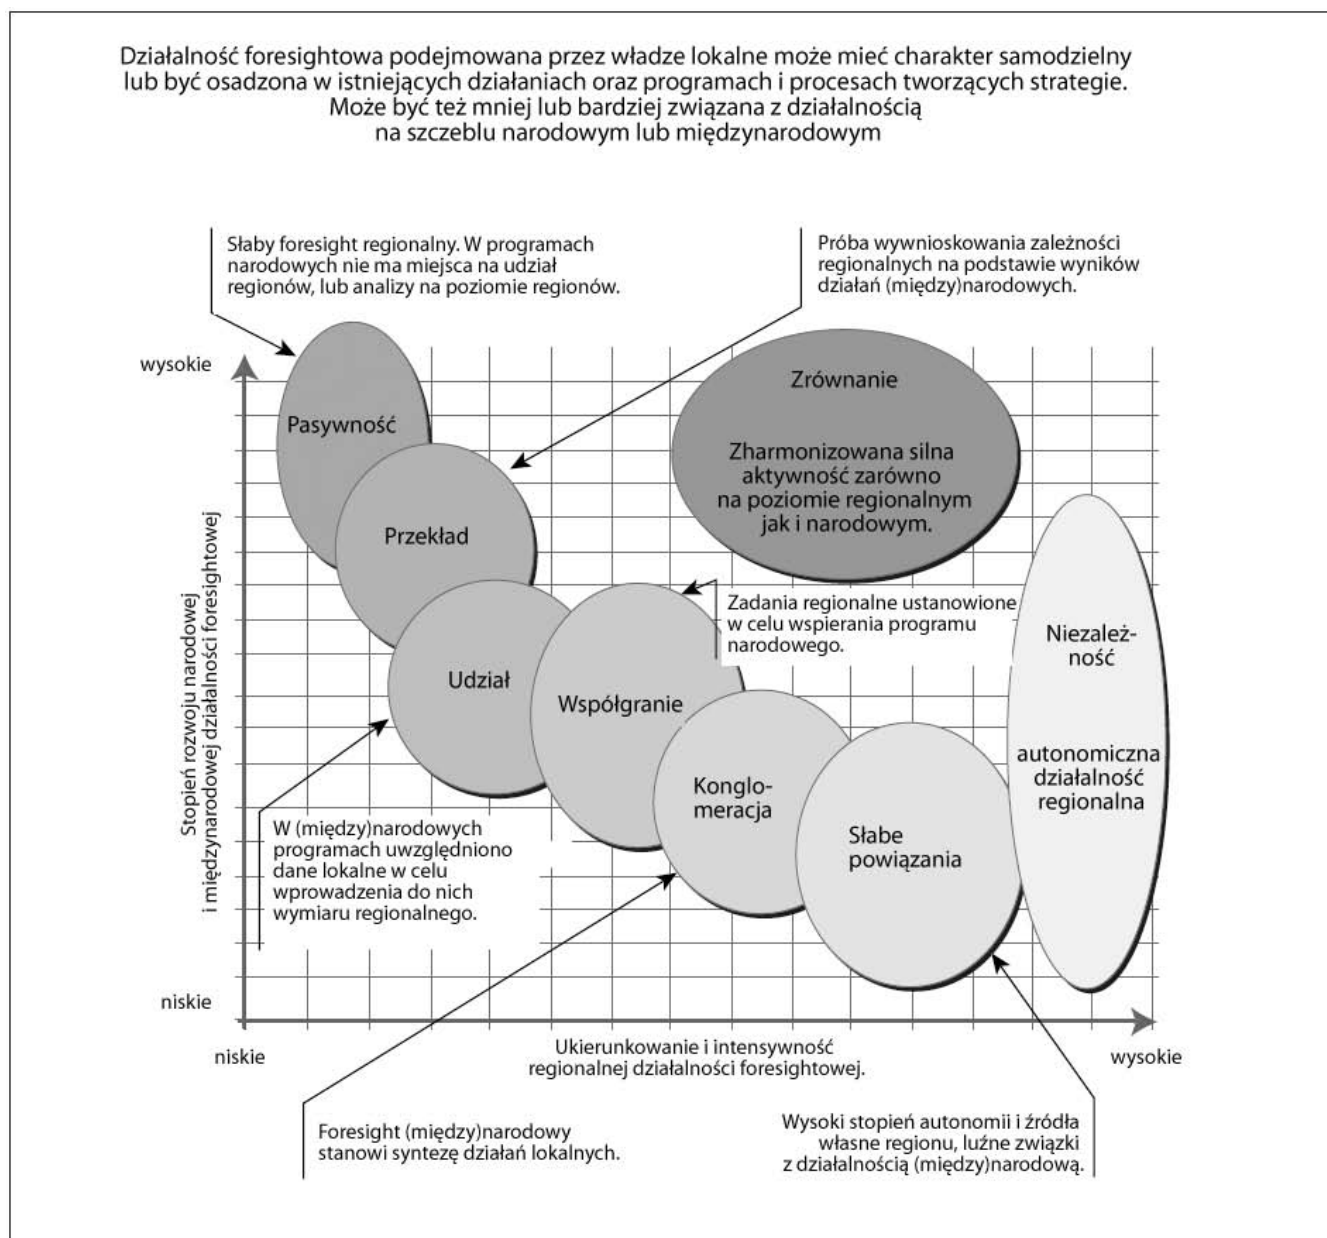 Działalność foresightowa podejmowana przez władze lokalne może mieć charakter samodzielny
lub być osadzona w istniejących działaniach oraz programach i procesach tworzących strategie.
Może być też mniej lub bardziej związana z działalnością
na szczeblu narodowym lub międzynarodowym
Słaby foresight regionalny. W programach
narodowych nie ma miejsca na udział
regionów, lub analizy na poziomie regionów.
Próba wywnioskowania zależności
regionalnych na podstawie wyników
działań (między)narodowych.
wysokie
Pasywność
Zrównanie
Zharmonizowana silna
aktywność zarówno
na poziomie regionalnym
jak i narodowym.
Przekład
Zadania regionalne ustanowione
w celu wspierania programu
narodowego.
Niezależ-
ność
autonomiczna
działalność
regionalna
Udział
Współgranie
Konglo-
meracja
Słabe
powiązania
Stopień rozwoju narodowej
i międzynarodowej działalności foresightowej
W (między)narodowych
programach uwzględniono
dane lokalne w celu
wprowadzenia do nich
wymiaru regionalnego.
niskie
niskie
Ukierunkowanie i intensywność
regionalnej działalności foresightowej.
wysokie
Foresight (między)narodowy
stanowi syntezę działań lokalnych.
Wysoki stopień autonomii i źródła
własne regionu, luźne związki
z działalnością (między)narodową.